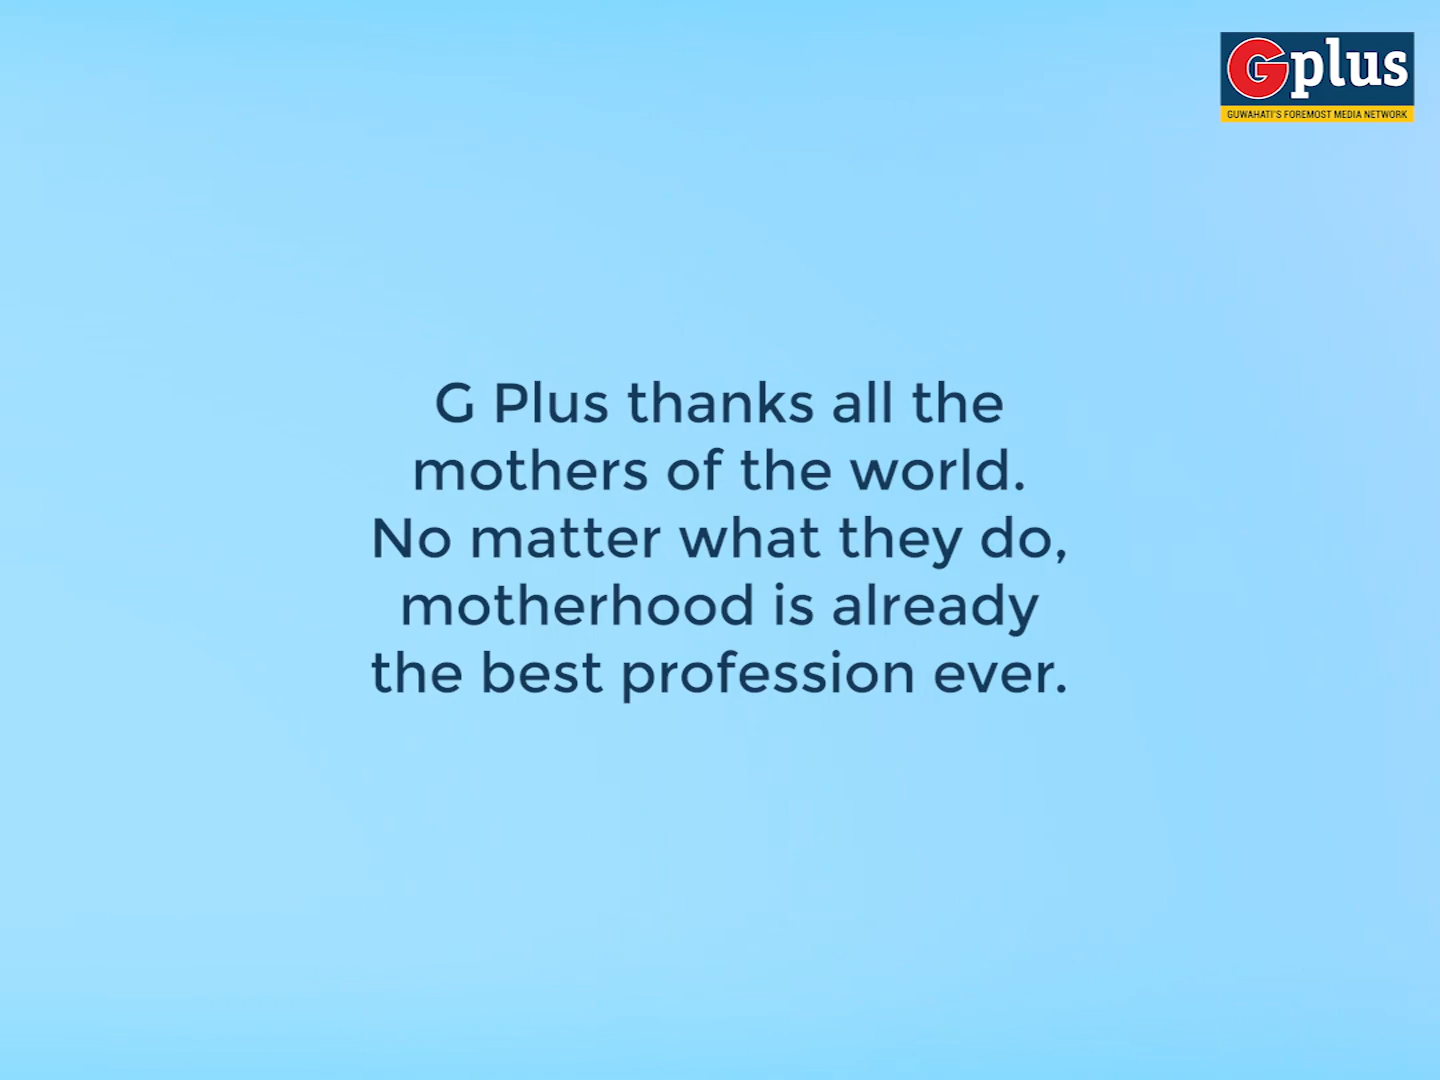 Gplus
GUWAHATI'S FOREMOST MEDIA NETWORK
G Plus thanks all the
mothers of the world.
No matter what they do,
motherhood is already
the best profession ever.